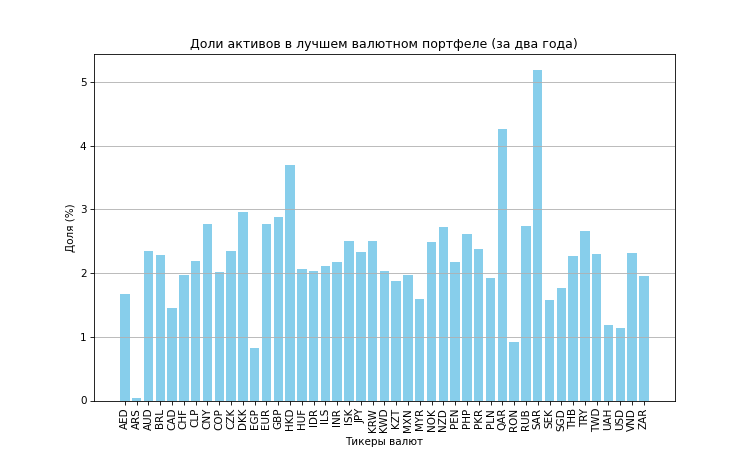 Доли активов в лучшем валютном портфеле (за два года)
Доля (%)
5
4
3
2
1
0
AED ARS AUD BRL CAD CHF CLP CNY COP CZK DKK EGP EUR GBP HKD HUF IDR ILS INR ISK JPY KRW KWD KZT MXN MYR NOK NZD PEN PHP PKR PLN QAR RON RUB SAR SEK SGD THB TRY TWD UAH USD VND ZAR
Тикеры валют